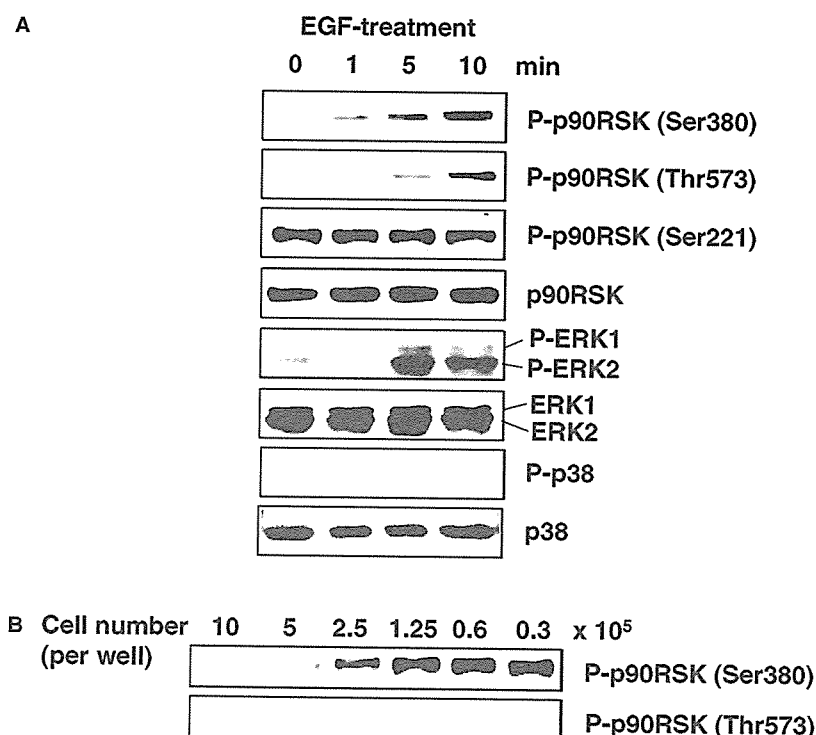 A
EGF-treatment
0 1 5 10 min
P-p90RSK (Ser380)
P-p90RSK (Thr573)
P-p90RSK (Ser221)
p90RSK
P-ERK1
P-ERK2
ERK1
ERK2
P-p38
p38
B Cell number 10 5 2.5 1.25 0.6 0.3 x 10⁵
(per well)
P-p90RSK (Ser380)
P-p90RSK (Thr573)